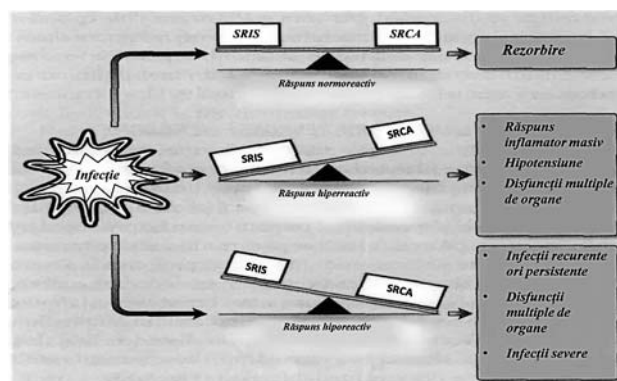 SRIS SRCA
Răspuns normoreactiv
Rezorbire
Infecție
SRIS SRCA
Răspuns hiperreactiv
• Răspuns
inflamator masiv
• Hipotensiune
• Disfuncții multiple
de organe
SRIS SRCA
Răspuns hiporeactiv
• Infecții recurente
ori persistente
• Disfuncții
multiple de
organe
• Infecții severe